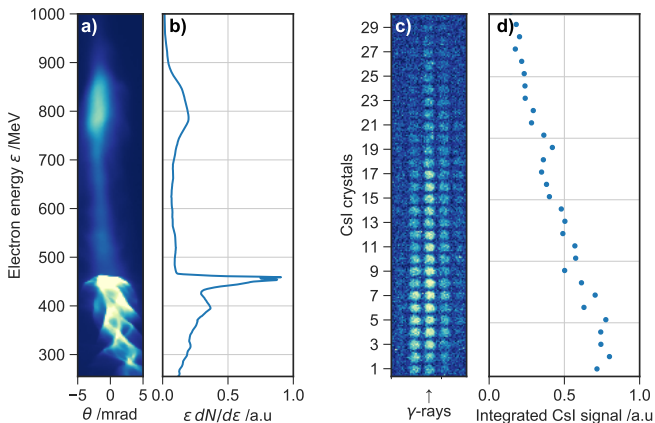 a)
b)
c)
d)
Electron energy ε /MeV
1000
900
800
700
600
500
400
300
−5 0 5
θ /mrad
0.0 0.5 1.0
ε dN/dε /a.u
CsI crystals
29
27
25
23
21
19
17
15
13
11
9
7
5
3
1
↑
γ-rays
0.0 0.5 1.0
Integrated CsI signal /a.u